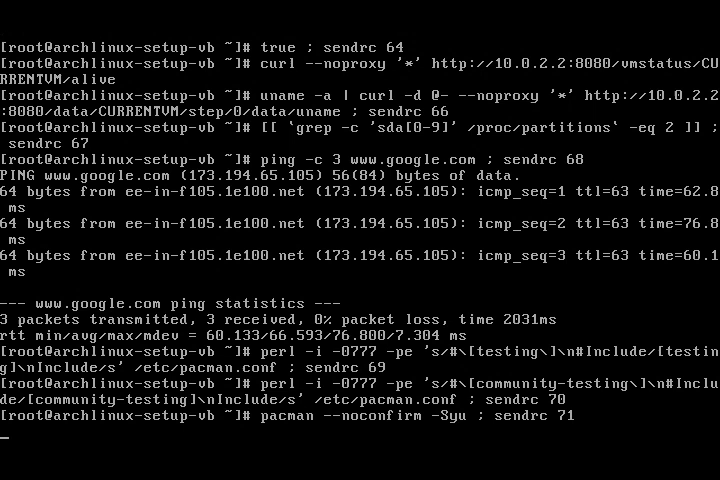 [root@archlinux-setup-vb ~]# true ; sendrc 64
[root@archlinux-setup-vb ~]# curl --noproxy '*' http://10.0.2.2:8080/vmstatus/CU
RRENTVM/alive
[root@archlinux-setup-vb ~]# uname -a | curl -d @- --noproxy '*' http://10.0.2.2
:8080/data/CURRENTVM/step/0/data/uname ; sendrc 66
[root@archlinux-setup-vb ~]# [[ `grep -c 'sda[0-9]' /proc/partitions` -eq 2 ]] ;
 sendrc 67
[root@archlinux-setup-vb ~]# ping -c 3 www.google.com ; sendrc 68
PING www.google.com (173.194.65.105) 56(84) bytes of data.
64 bytes from ee-in-f105.1e100.net (173.194.65.105): icmp_seq=1 ttl=63 time=62.8
 ms
64 bytes from ee-in-f105.1e100.net (173.194.65.105): icmp_seq=2 ttl=63 time=76.8
 ms
64 bytes from ee-in-f105.1e100.net (173.194.65.105): icmp_seq=3 ttl=63 time=60.1
 ms
--- www.google.com ping statistics ---
3 packets transmitted, 3 received, 0% packet loss, time 2031ms
rtt min/avg/max/mdev = 60.133/66.593/76.800/7.304 ms
[root@archlinux-setup-vb ~]# perl -i -0777 -pe 's/#\[testing\]\n#Include/[testin
g]\nInclude/s' /etc/pacman.conf ; sendrc 69
[root@archlinux-setup-vb ~]# perl -i -0777 -pe 's/#\[community-testing\]\n#Inclu
de/[community-testing]\nInclude/s' /etc/pacman.conf ; sendrc 70
[root@archlinux-setup-vb ~]# pacman --noconfirm -Syu ; sendrc 71